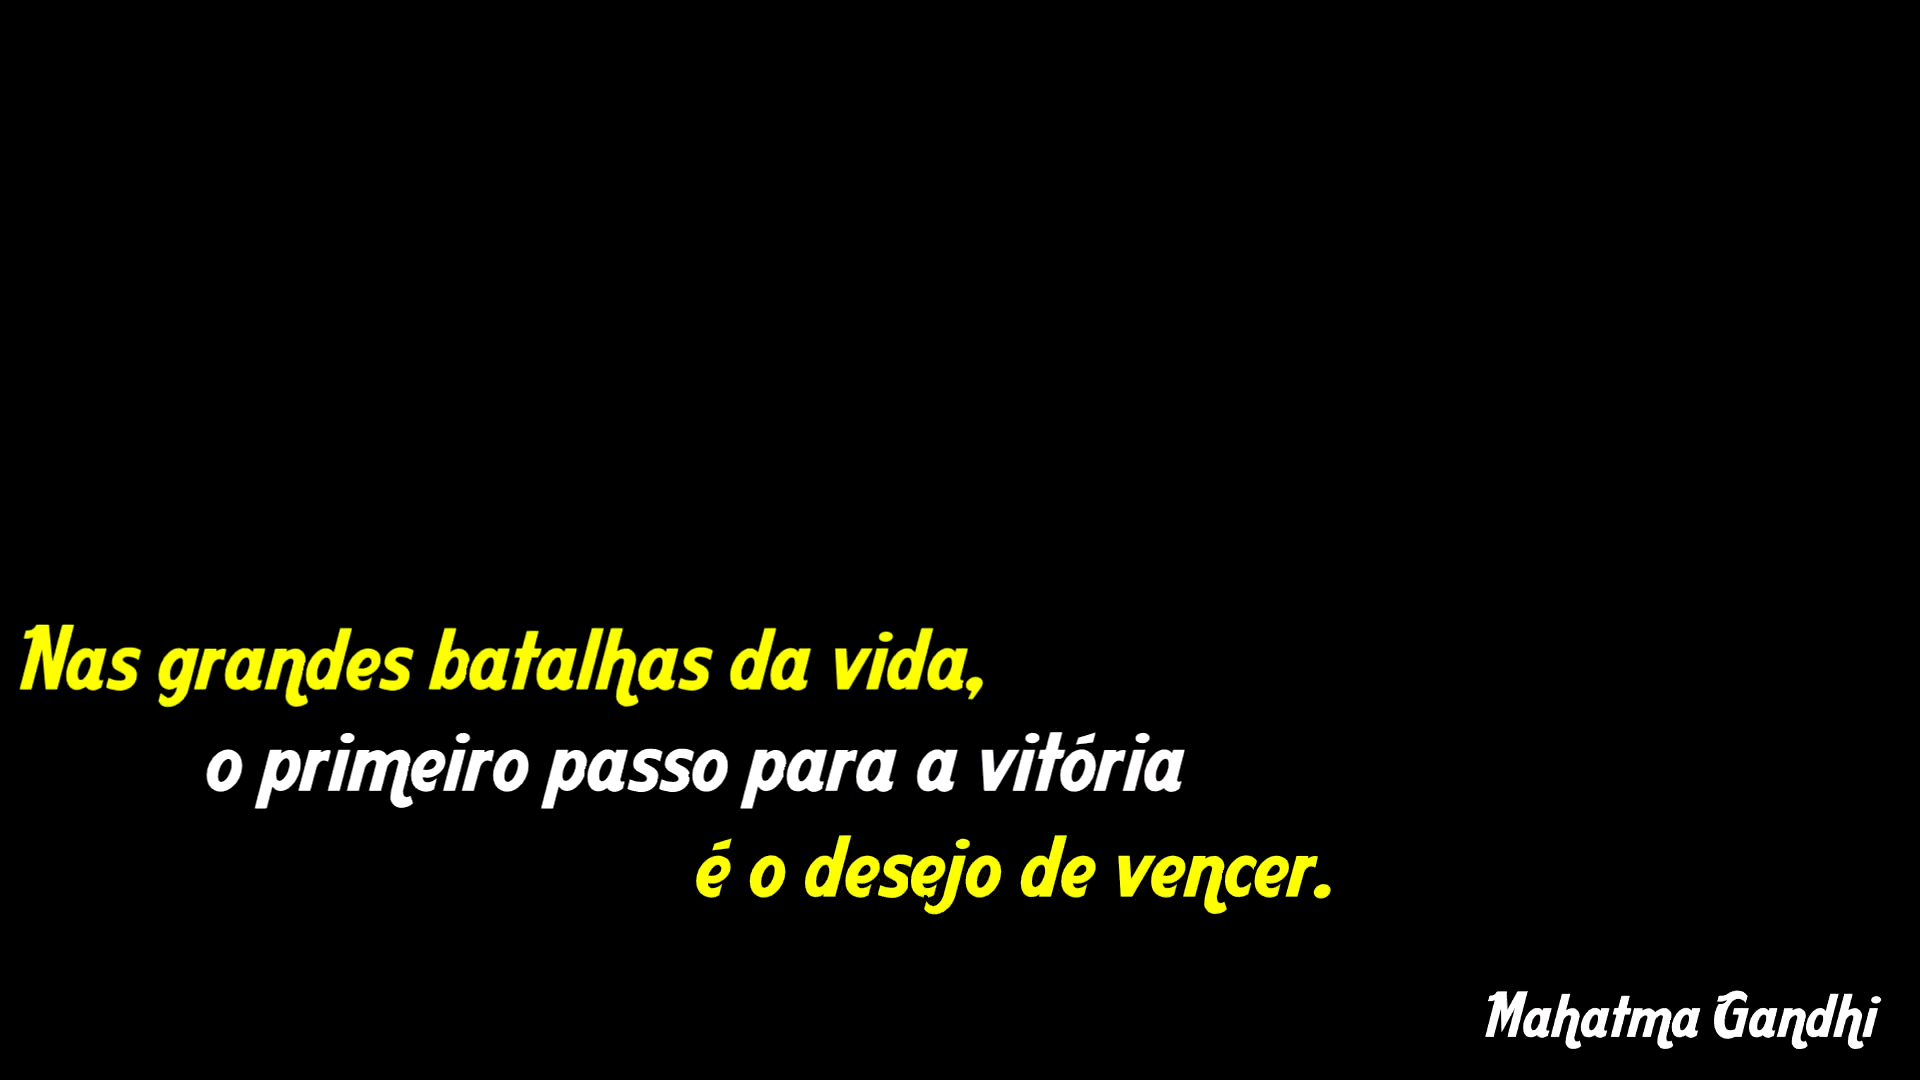 Nas grandes batalhas da vida,
o primeiro passo para a vitória
é o desejo de vencer.
Mahatma Gandhi